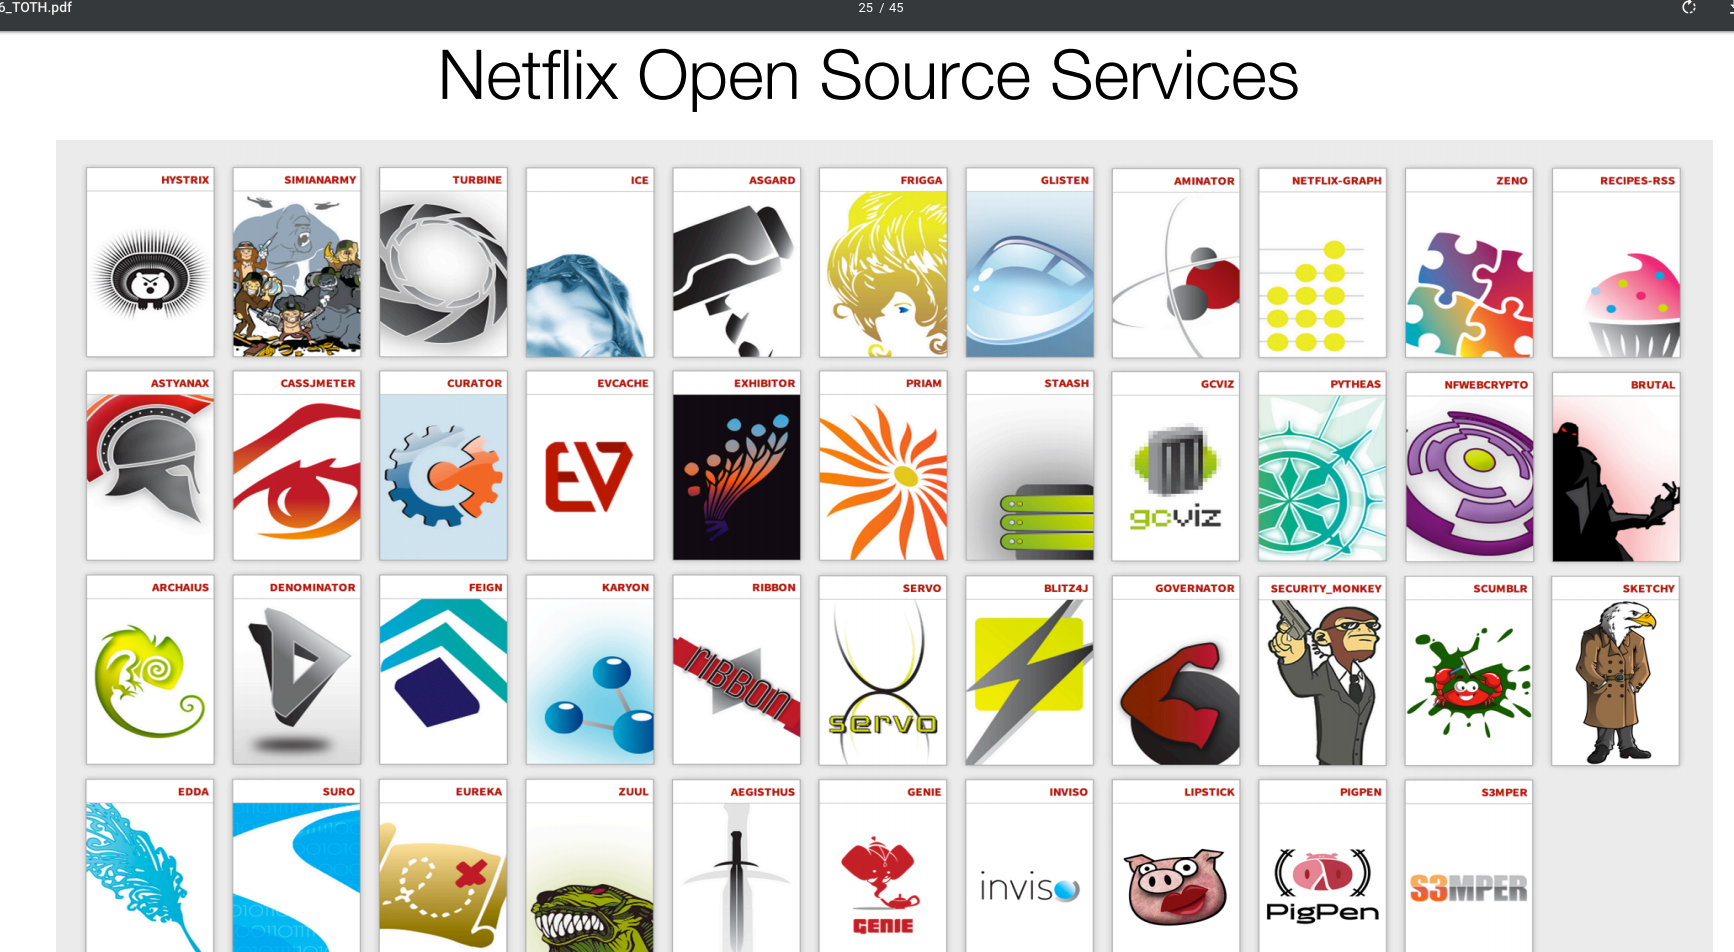 6_TOTH.pdf
25 / 45
Netflix Open Source Services
HYSTRIX
SIMIANARMY
TURBINE
ICE
ASGARD
FRIGGA
GLISTEN
AMINATOR
NETFLIX-GRAPH
ZENO
RECIPES-RSS
ASTYANAX
CASSJMETER
CURATOR
EVCACHE
EV
EXHIBITOR
PRIAM
STAASH
GCVIZ
gcviz
PYTHEAS
NFWEBCRYPTO
BRUTAL
ARCHAIUS
DENOMINATOR
FEIGN
KARYON
RIBBON
RIBBON
SERVO
servo
BLITZ4J
GOVERNATOR
SECURITY_MONKEY
SCUMBLR
SKETCHY
EDDA
SURO
EUREKA
ZUUL
AEGISTHUS
GENIE
GENIE
INVISO
inviso
LIPSTICK
PIGPEN
PigPen
S3MPER
S3MPER